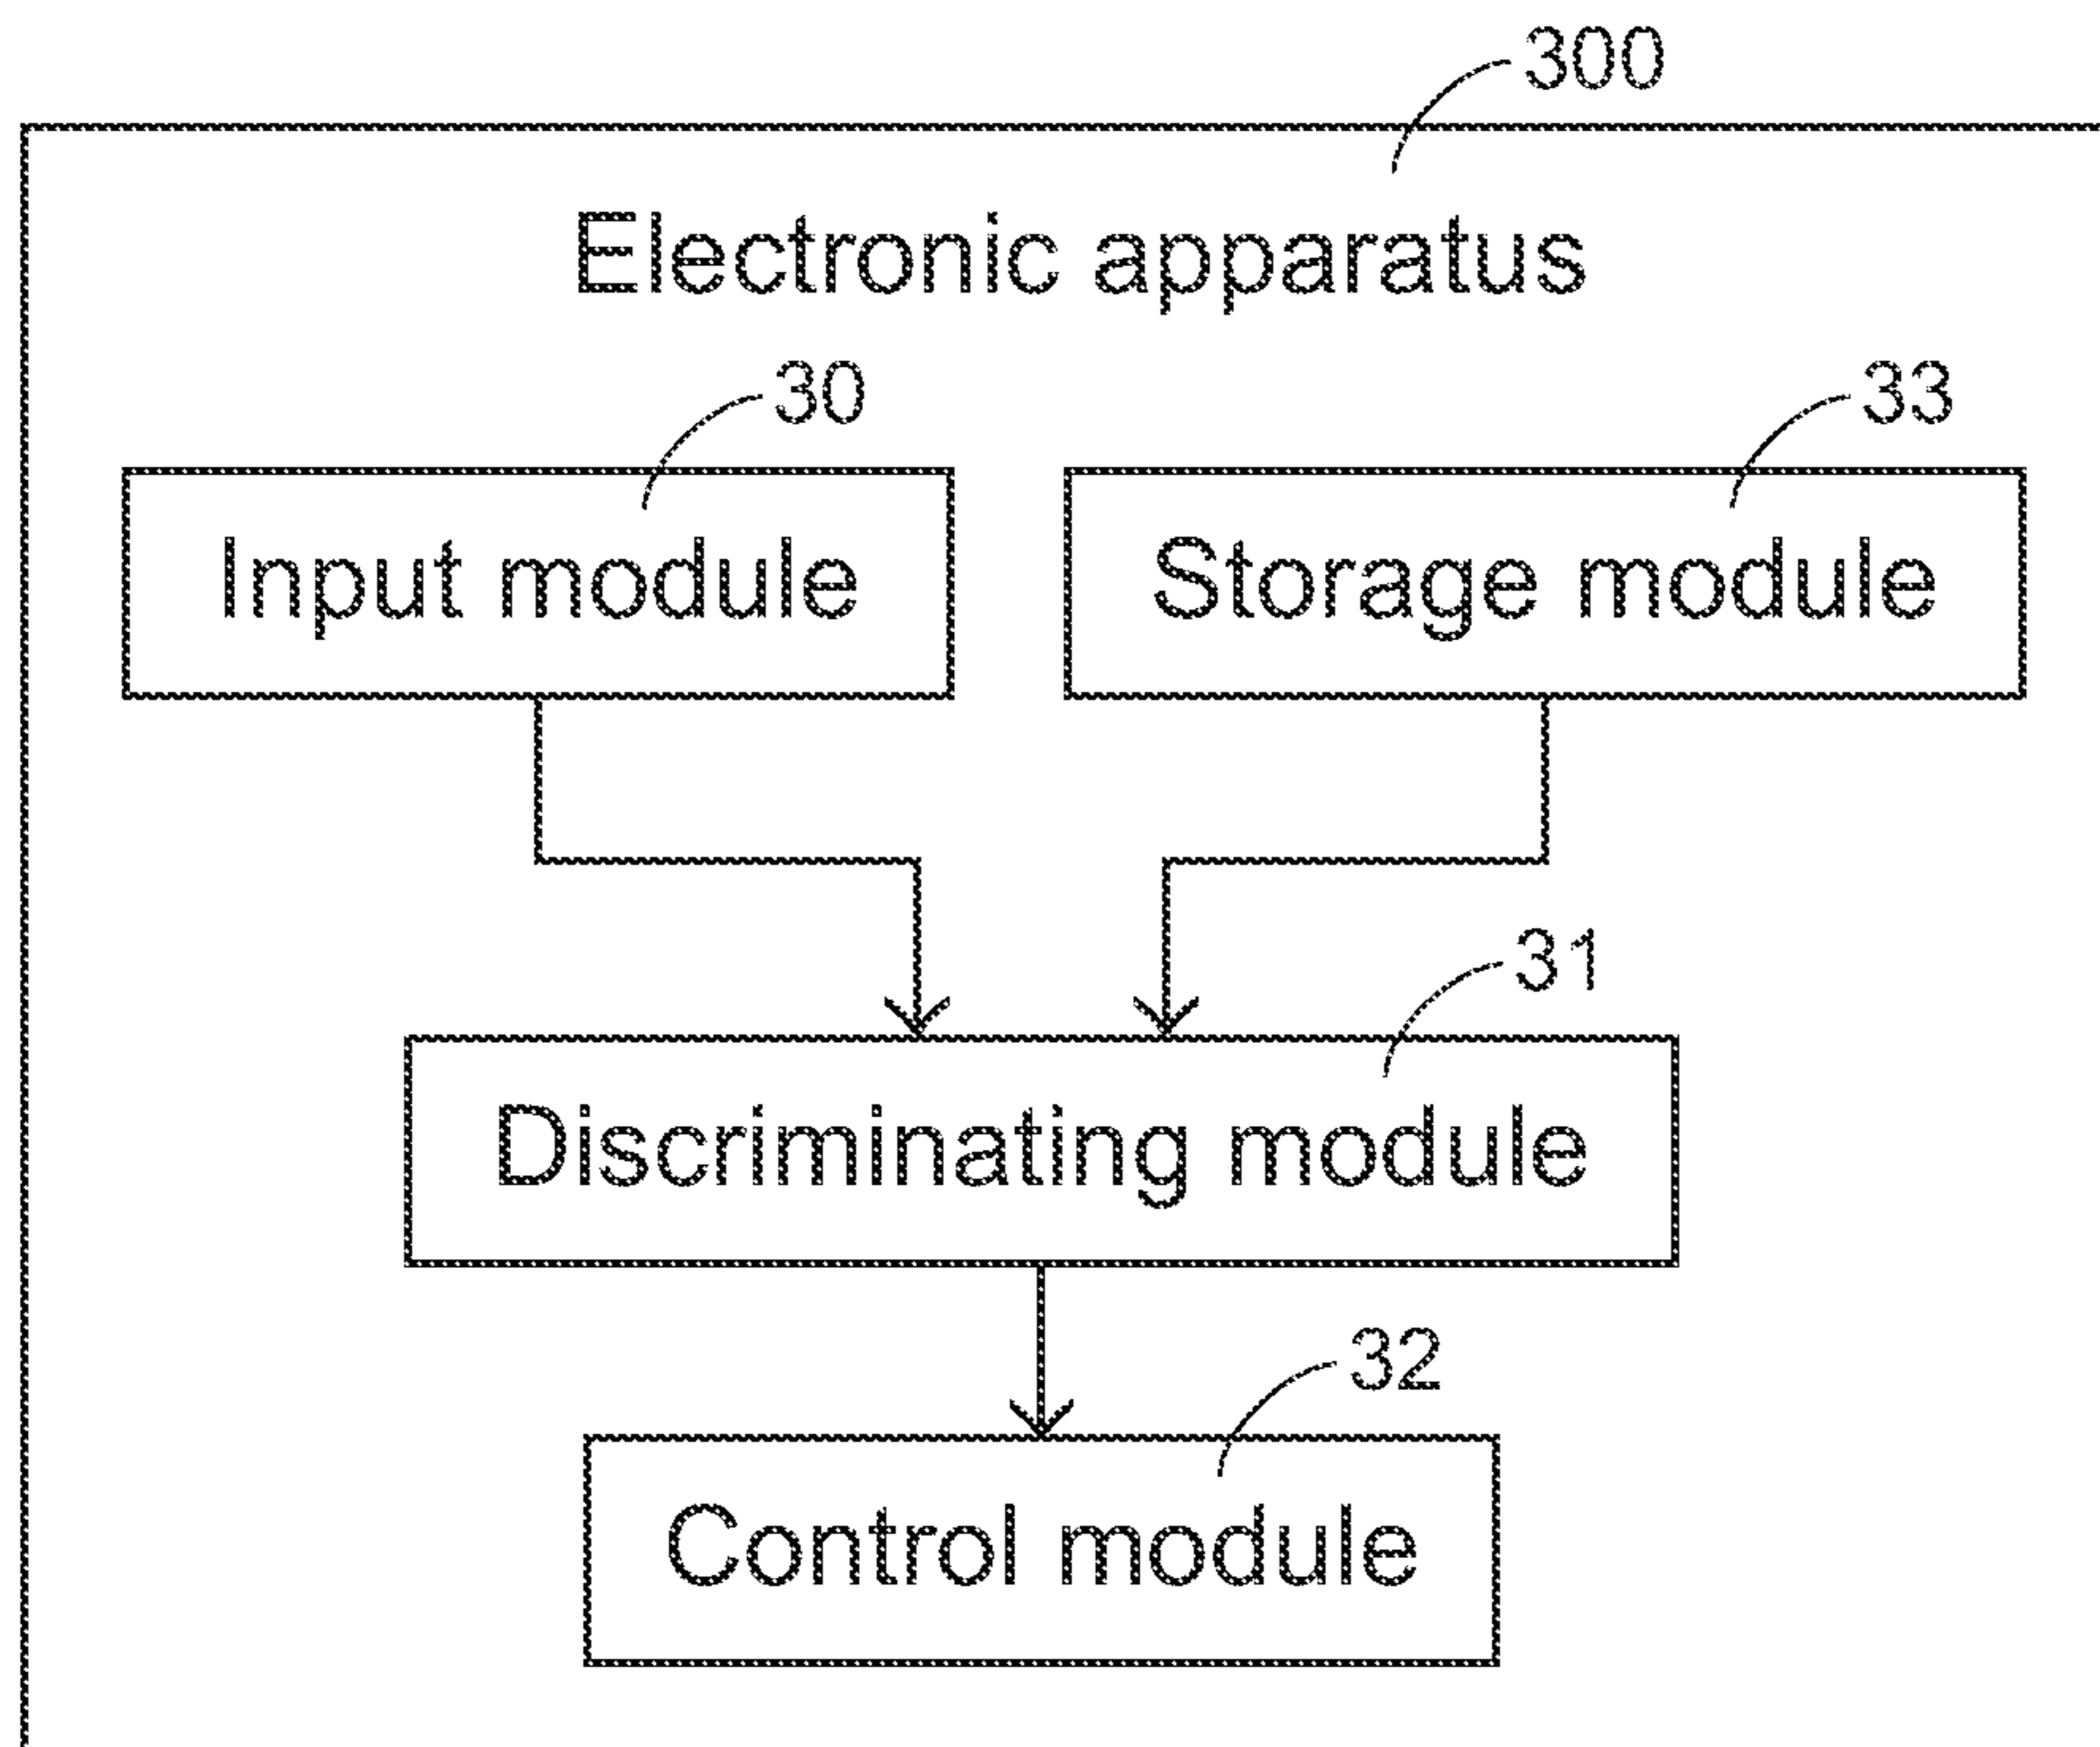 300
Electronic apparatus
30
33
Input module
Storage module
31
Discriminating module
32
Control module